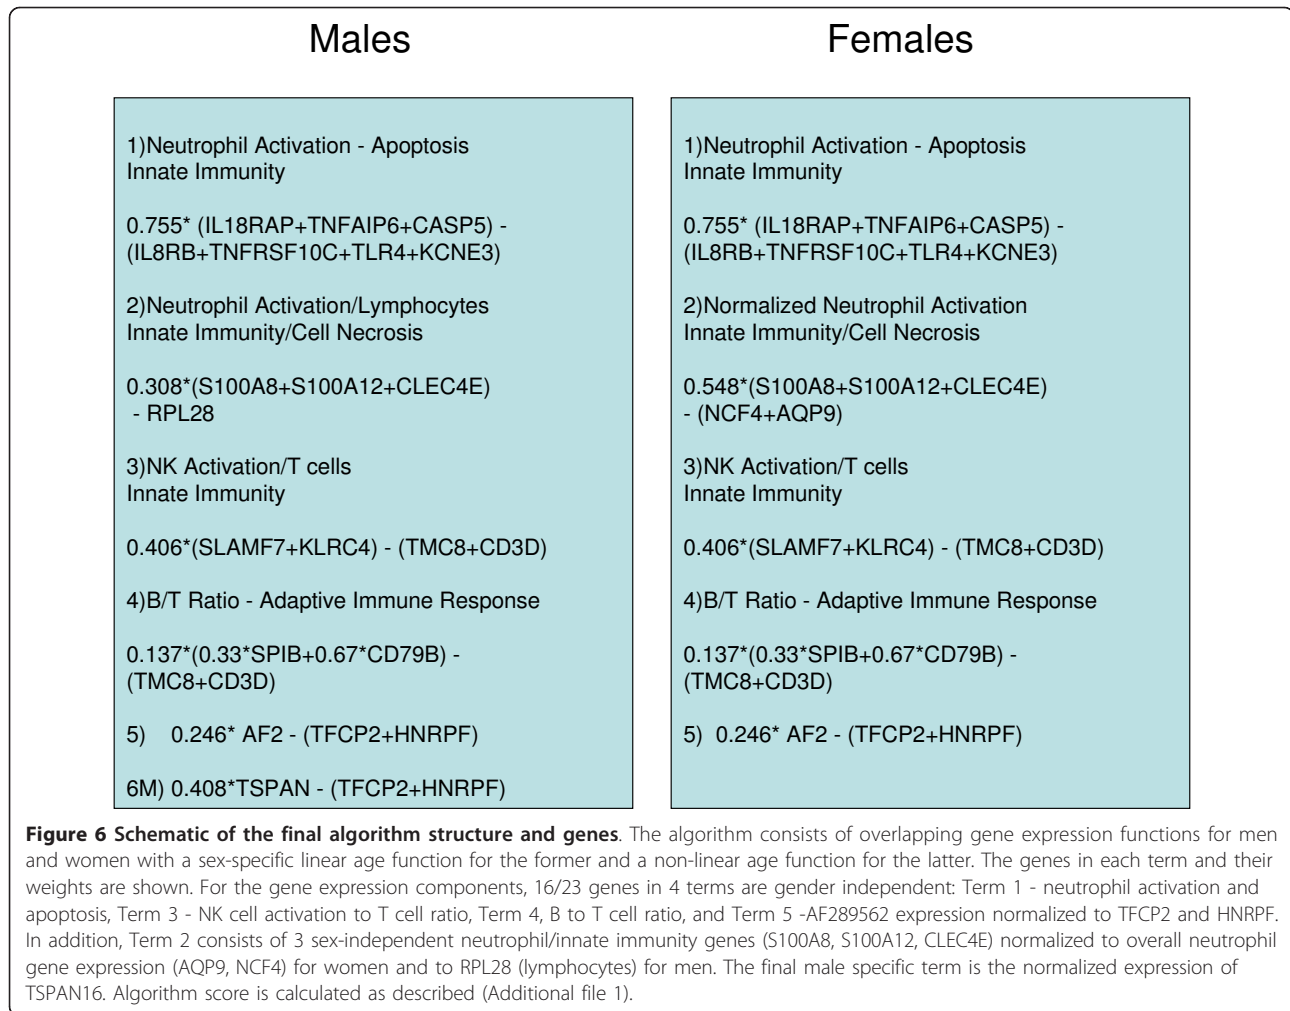 Males
1)Neutrophil Activation - Apoptosis
Innate Immunity
0.755* (IL18RAP+TNFAIP6+CASP5) -
(IL8RB+TNFRSF10C+TLR4+KCNE3)
2)Neutrophil Activation/Lymphocytes
Innate Immunity/Cell Necrosis
0.308*(S100A8+S100A12+CLEC4E)
- RPL28
3)NK Activation/T cells
Innate Immunity
0.406*(SLAMF7+KLRC4) - (TMC8+CD3D)
4)B/T Ratio - Adaptive Immune Response
0.137*(0.33*SPIB+0.67*CD79B) -
(TMC8+CD3D)
5) 0.246* AF2 - (TFCP2+HNRPF)
6M) 0.408*TSPAN - (TFCP2+HNRPF)
Females
1)Neutrophil Activation - Apoptosis
Innate Immunity
0.755* (IL18RAP+TNFAIP6+CASP5) -
(IL8RB+TNFRSF10C+TLR4+KCNE3)
2)Normalized Neutrophil Activation
Innate Immunity/Cell Necrosis
0.548*(S100A8+S100A12+CLEC4E)
- (NCF4+AQP9)
3)NK Activation/T cells
Innate Immunity
0.406*(SLAMF7+KLRC4) - (TMC8+CD3D)
4)B/T Ratio - Adaptive Immune Response
0.137*(0.33*SPIB+0.67*CD79B) -
(TMC8+CD3D)
5) 0.246* AF2 - (TFCP2+HNRPF)
Figure 6 Schematic of the final algorithm structure and genes. The algorithm consists of overlapping gene expression functions for men
and women with a sex-specific linear age function for the former and a non-linear age function for the latter. The genes in each term and their
weights are shown. For the gene expression components, 16/23 genes in 4 terms are gender independent: Term 1 - neutrophil activation and
apoptosis, Term 3 - NK cell activation to T cell ratio, Term 4, B to T cell ratio, and Term 5 -AF289562 expression normalized to TFCP2 and HNRPF.
In addition, Term 2 consists of 3 sex-independent neutrophil/innate immunity genes (S100A8, S100A12, CLEC4E) normalized to overall neutrophil
gene expression (AQP9, NCF4) for women and to RPL28 (lymphocytes) for men. The final male specific term is the normalized expression of
TSPAN16. Algorithm score is calculated as described (Additional file 1).